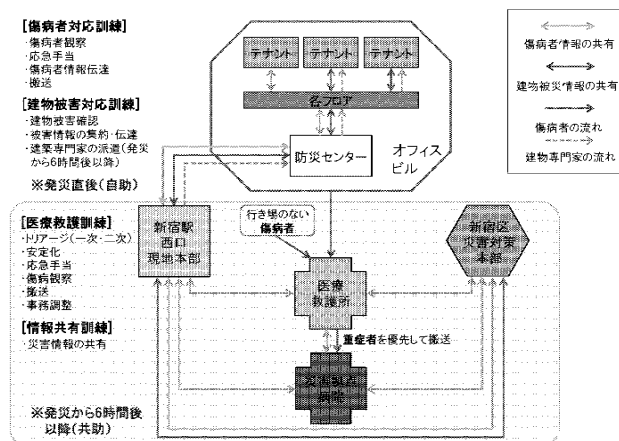 [傷病者対応訓練]
・傷病者観察
・応急手当
・傷病者情報伝達
・搬送
[建物被害対応訓練]
・建物被害確認
・被害情報の集約・伝達
・建築専門家の派遣(発災
から6時間後以降)
※発災直後(自助)
テナント
テナント
テナント
各フロア
防災センター
オフィス
ビル
傷病者情報の共有
建物被災情報の共有
傷病者の流れ
建物専門家の流れ
[医療救護訓練]
・トリアージ(一次・二次)
・安定化
・応急手当
・傷病観察
・搬送
・事務調整
[情報共有訓練]
・災害情報の共有
※発災から6時間後
以降(共助)
新宿駅
西口
現地本部
行き場のない
傷病者
医療
救護所
新宿区
災害対策
本部
重症者を優先して搬送
災害拠点
病院